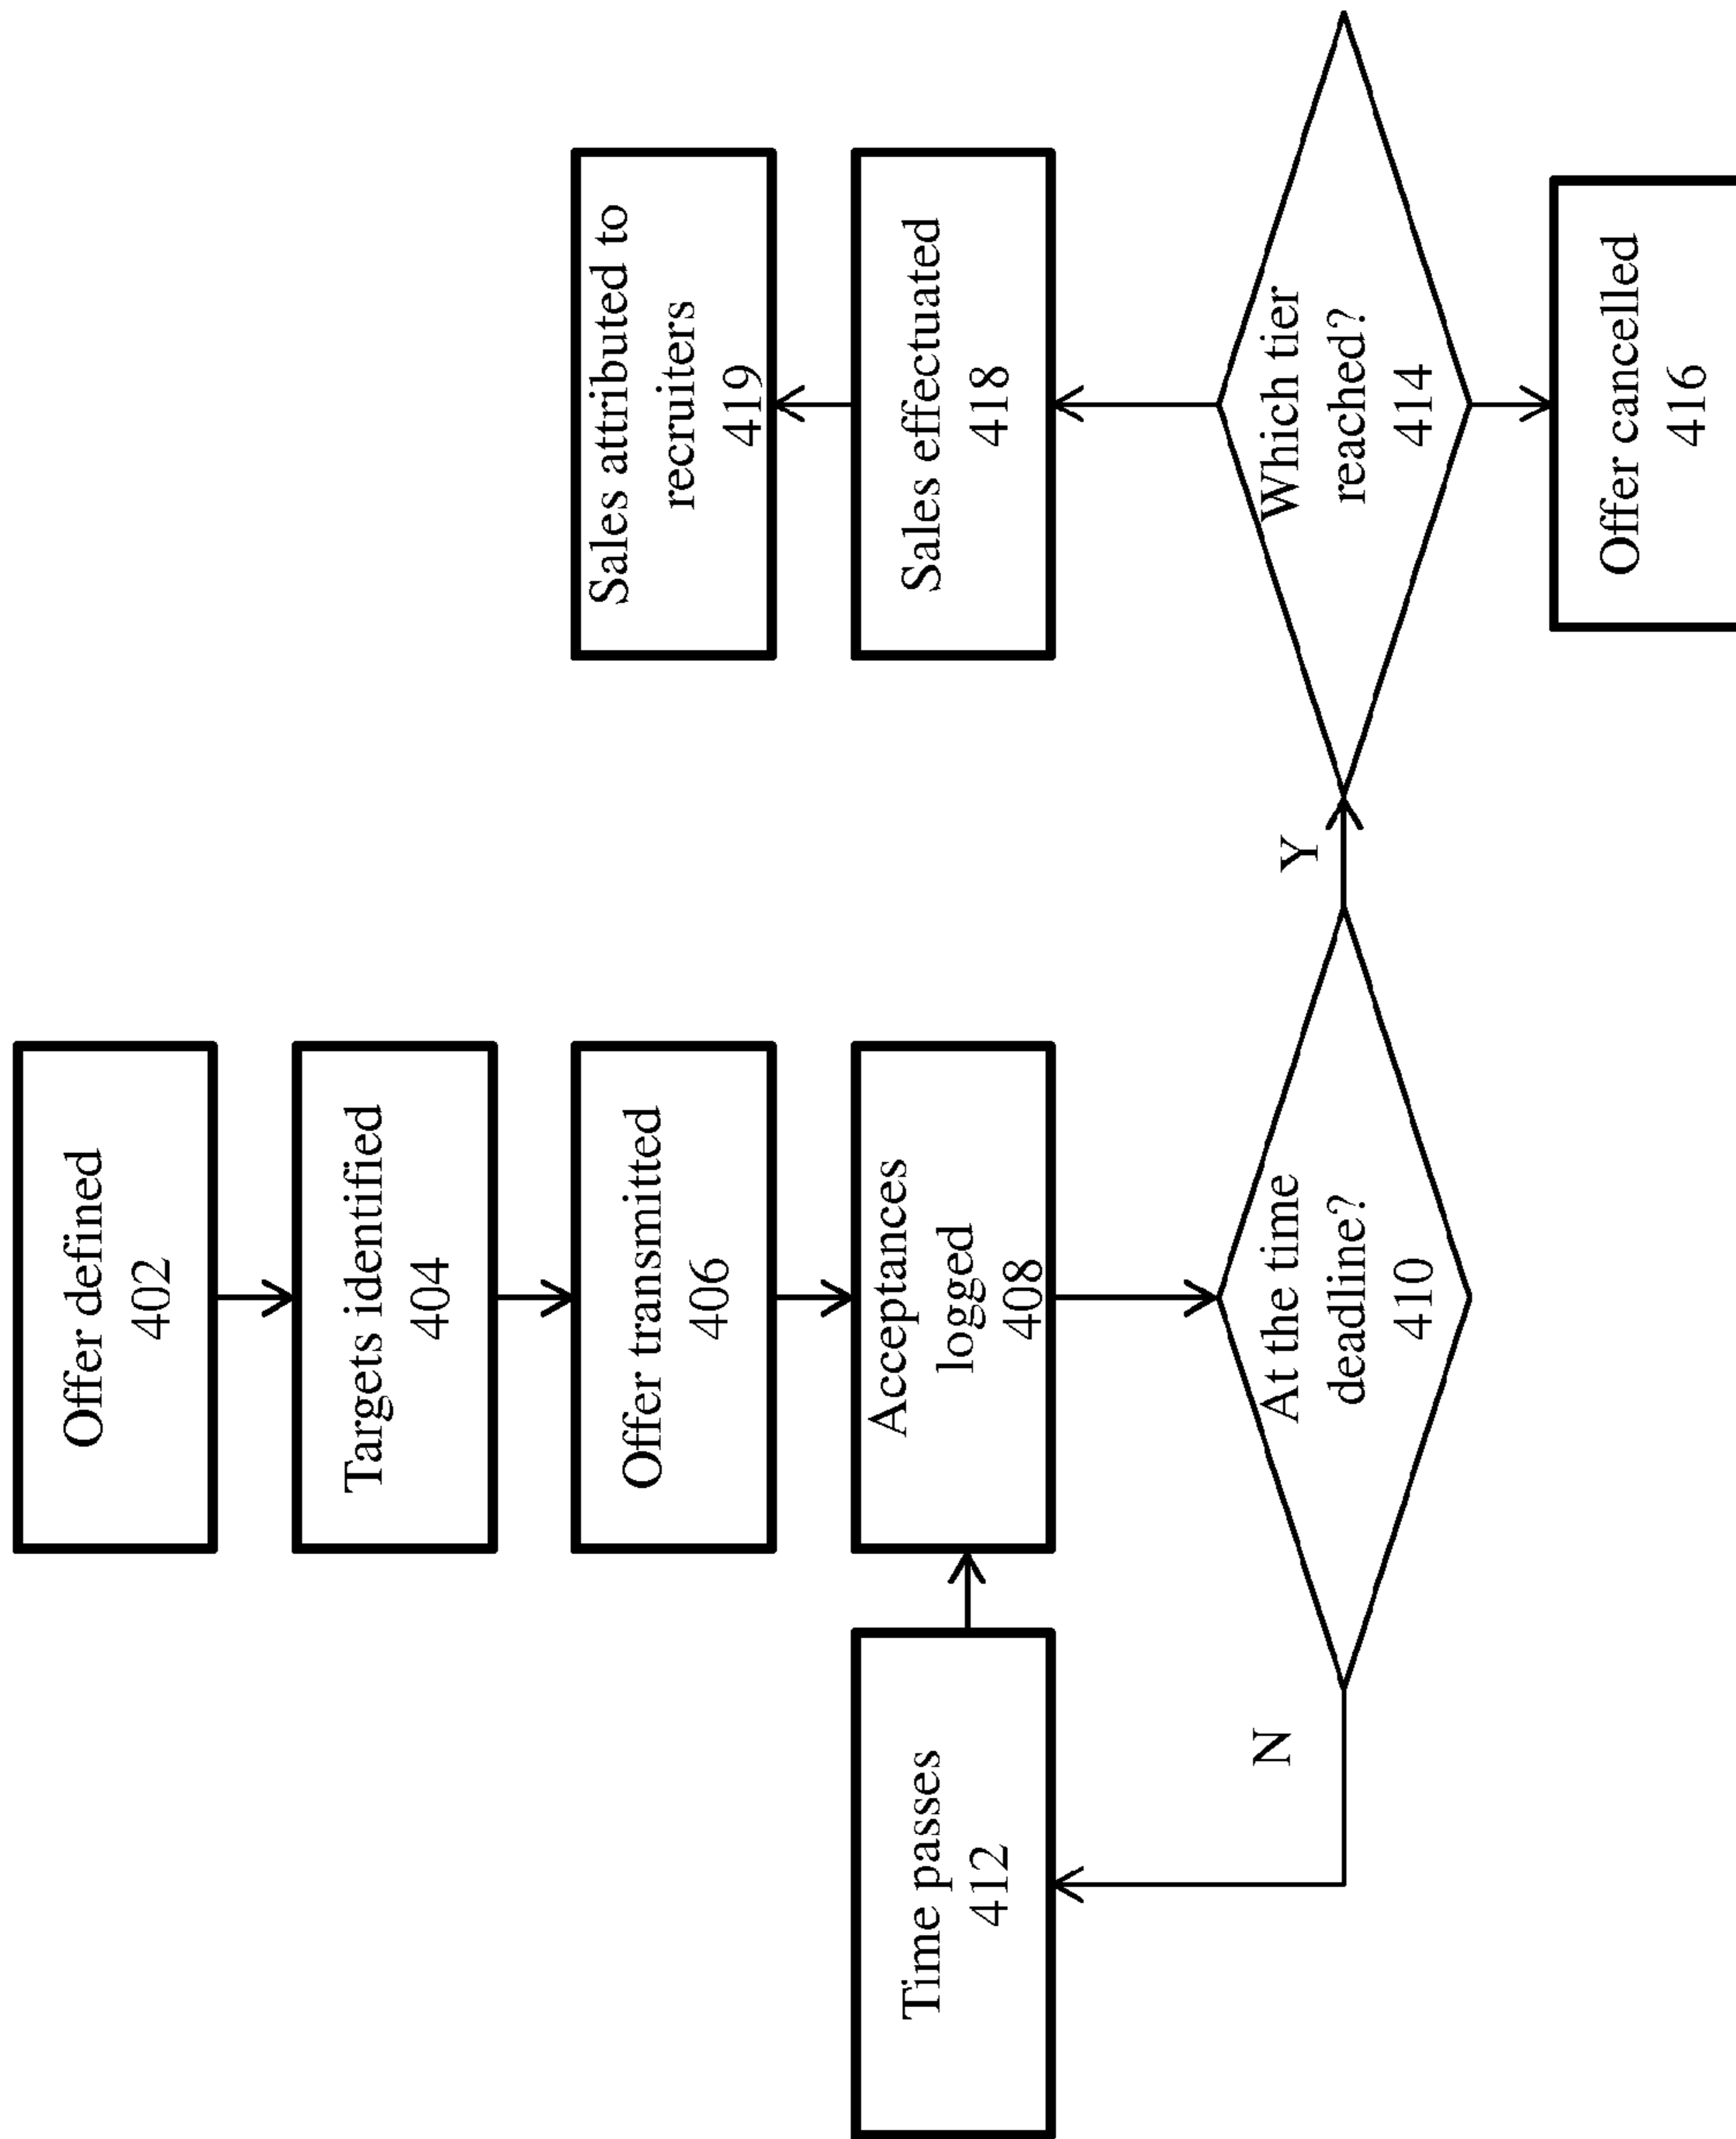 Offer defined
402
Targets identified
404
Offer transmitted
406
Acceptances
logged
408
Time passes
412
At the time
deadline?
410
N
Y
Which tier
reached?
414
Sales effectuated
418
Sales attributed to
recruiters
419
Offer cancelled
416